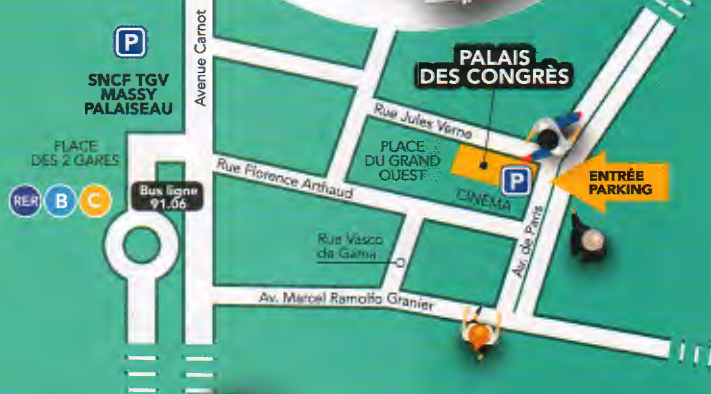 P
SNCF TGV
MASSY
PALAISEAU
Avenue Carnot
PALAIS
DES CONGRÈS
Rue Jules Verne
PLACE
DES 2 GARES
RER B C
Bus ligne
91.06
Rue Florence Arthaud
PLACE
DU GRAND
OUEST
P
CINÉMA
ENTRÉE
PARKING
Rue Vasco
de Gama
Av. de Paris
Av. Marcel Ramolfo Granier